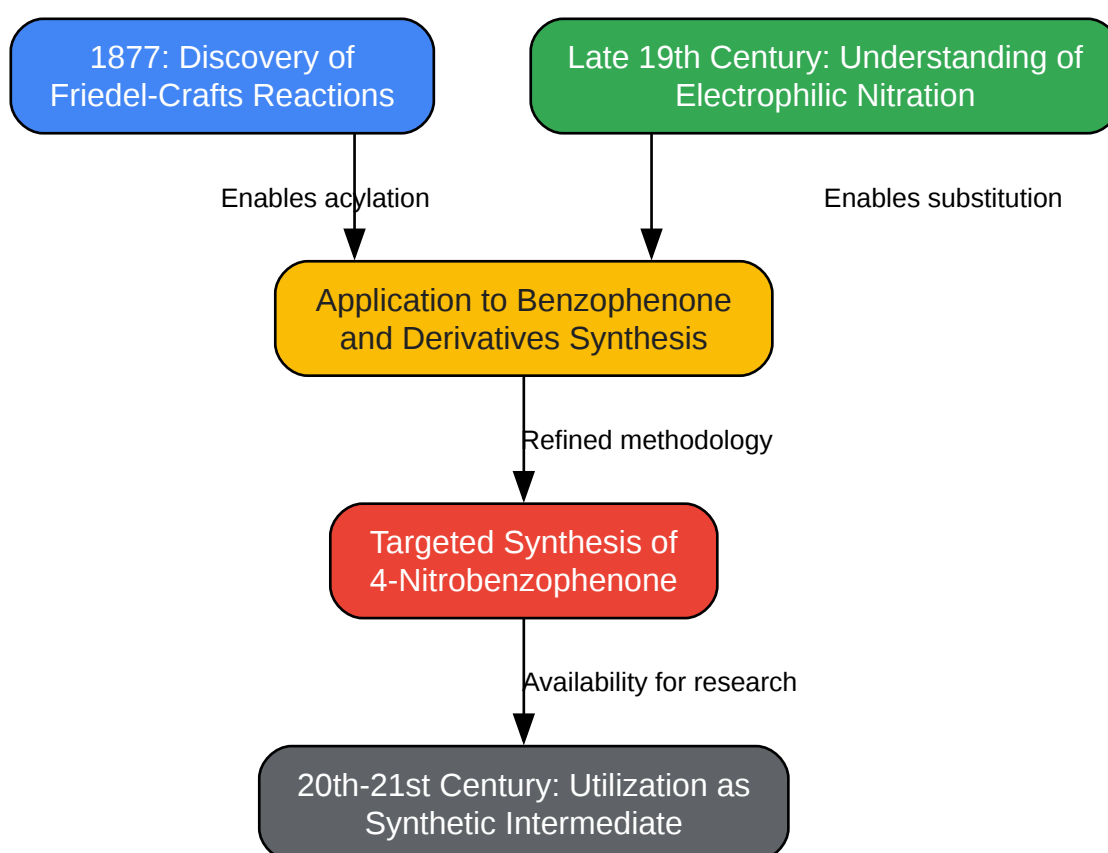 1877: Discovery of
Friedel-Crafts Reactions
Late 19th Century: Understanding of
Electrophilic Nitration
Enables acylation
Enables substitution
Application to Benzophenone
and Derivatives Synthesis
Refined methodology
Targeted Synthesis of
4-Nitrobenzophenone
Availability for research
20th-21st Century: Utilization as
Synthetic Intermediate